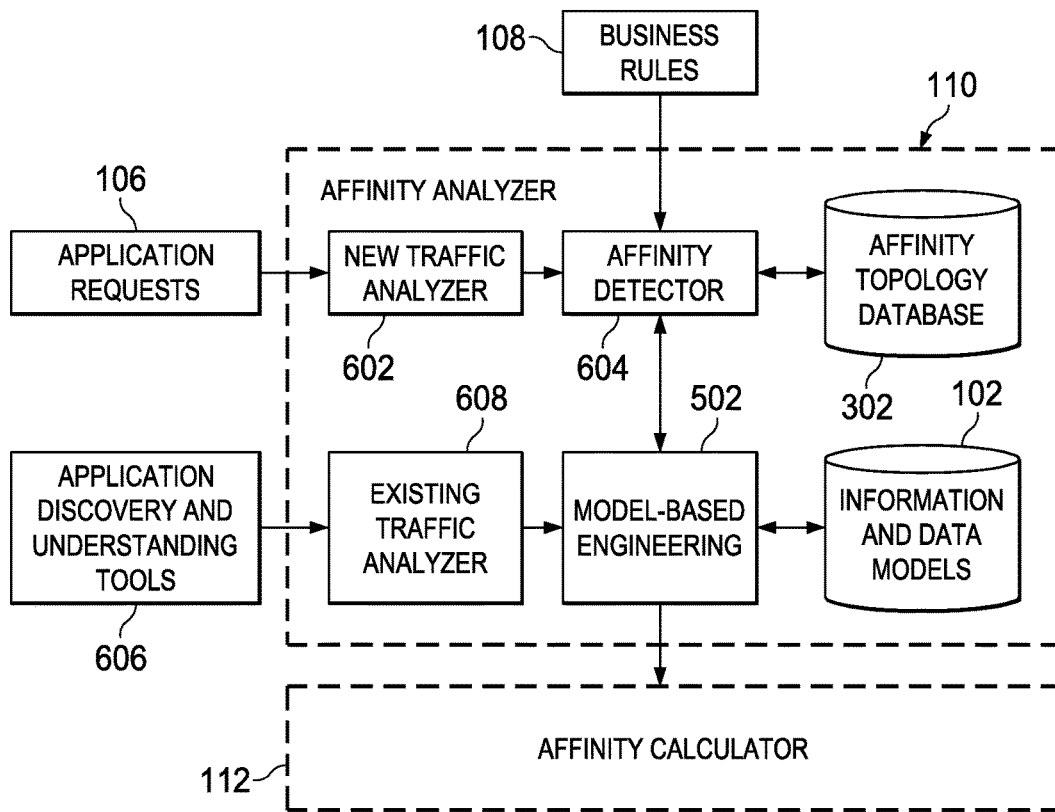 108
BUSINESS
RULES
110
106
AFFINITY ANALYZER
APPLICATION
REQUESTS
NEW TRAFFIC
ANALYZER
AFFINITY
DETECTOR
AFFINITY
TOPOLOGY
DATABASE
602
604
302
608
502
102
APPLICATION
DISCOVERY AND
UNDERSTANDING
TOOLS
EXISTING
TRAFFIC
ANALYZER
MODEL-BASED
ENGINEERING
INFORMATION
AND DATA
MODELS
606
AFFINITY CALCULATOR
112